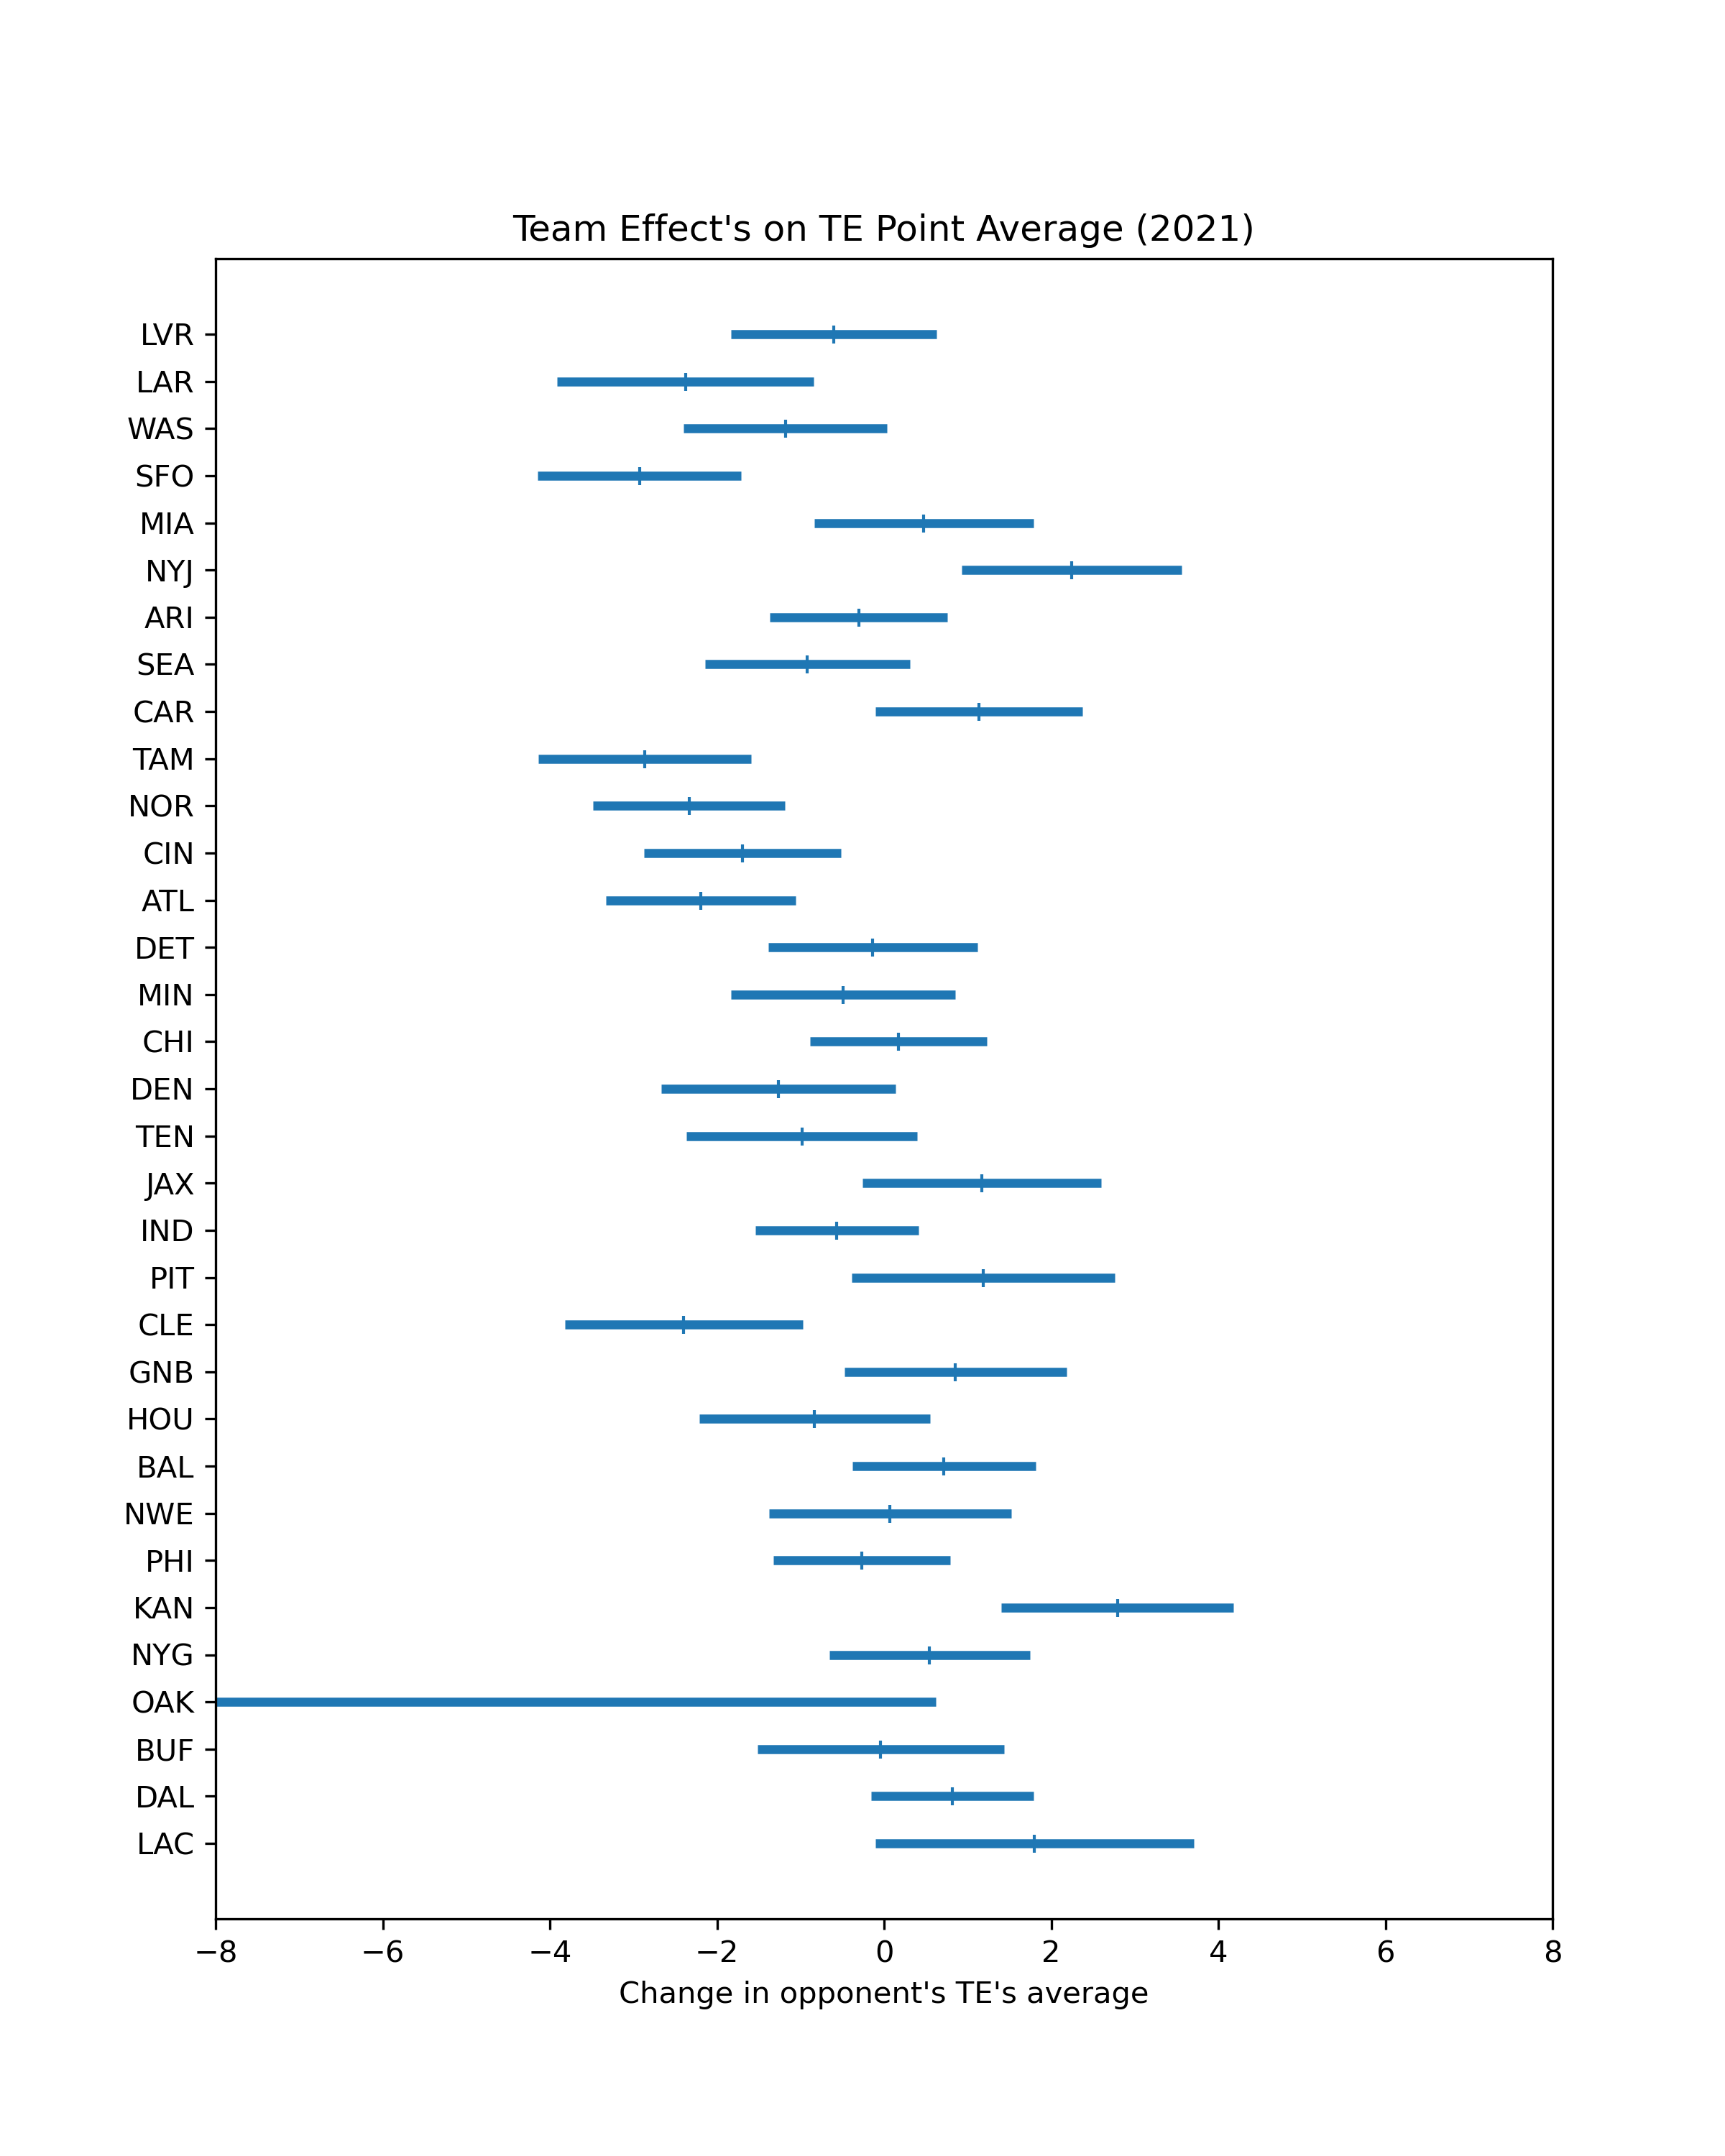 Team Effect's on TE Point Average (2021)
LVR
LAR
WAS
SFO
MIA
NYJ
ARI
SEA
CAR
TAM
NOR
CIN
ATL
DET
MIN
CHI
DEN
TEN
JAX
IND
PIT
CLE
GNB
HOU
BAL
NWE
PHI
KAN
NYG
OAK
BUF
DAL
LAC
−8 −6 −4 −2 0 2 4 6 8
Change in opponent's TE's average